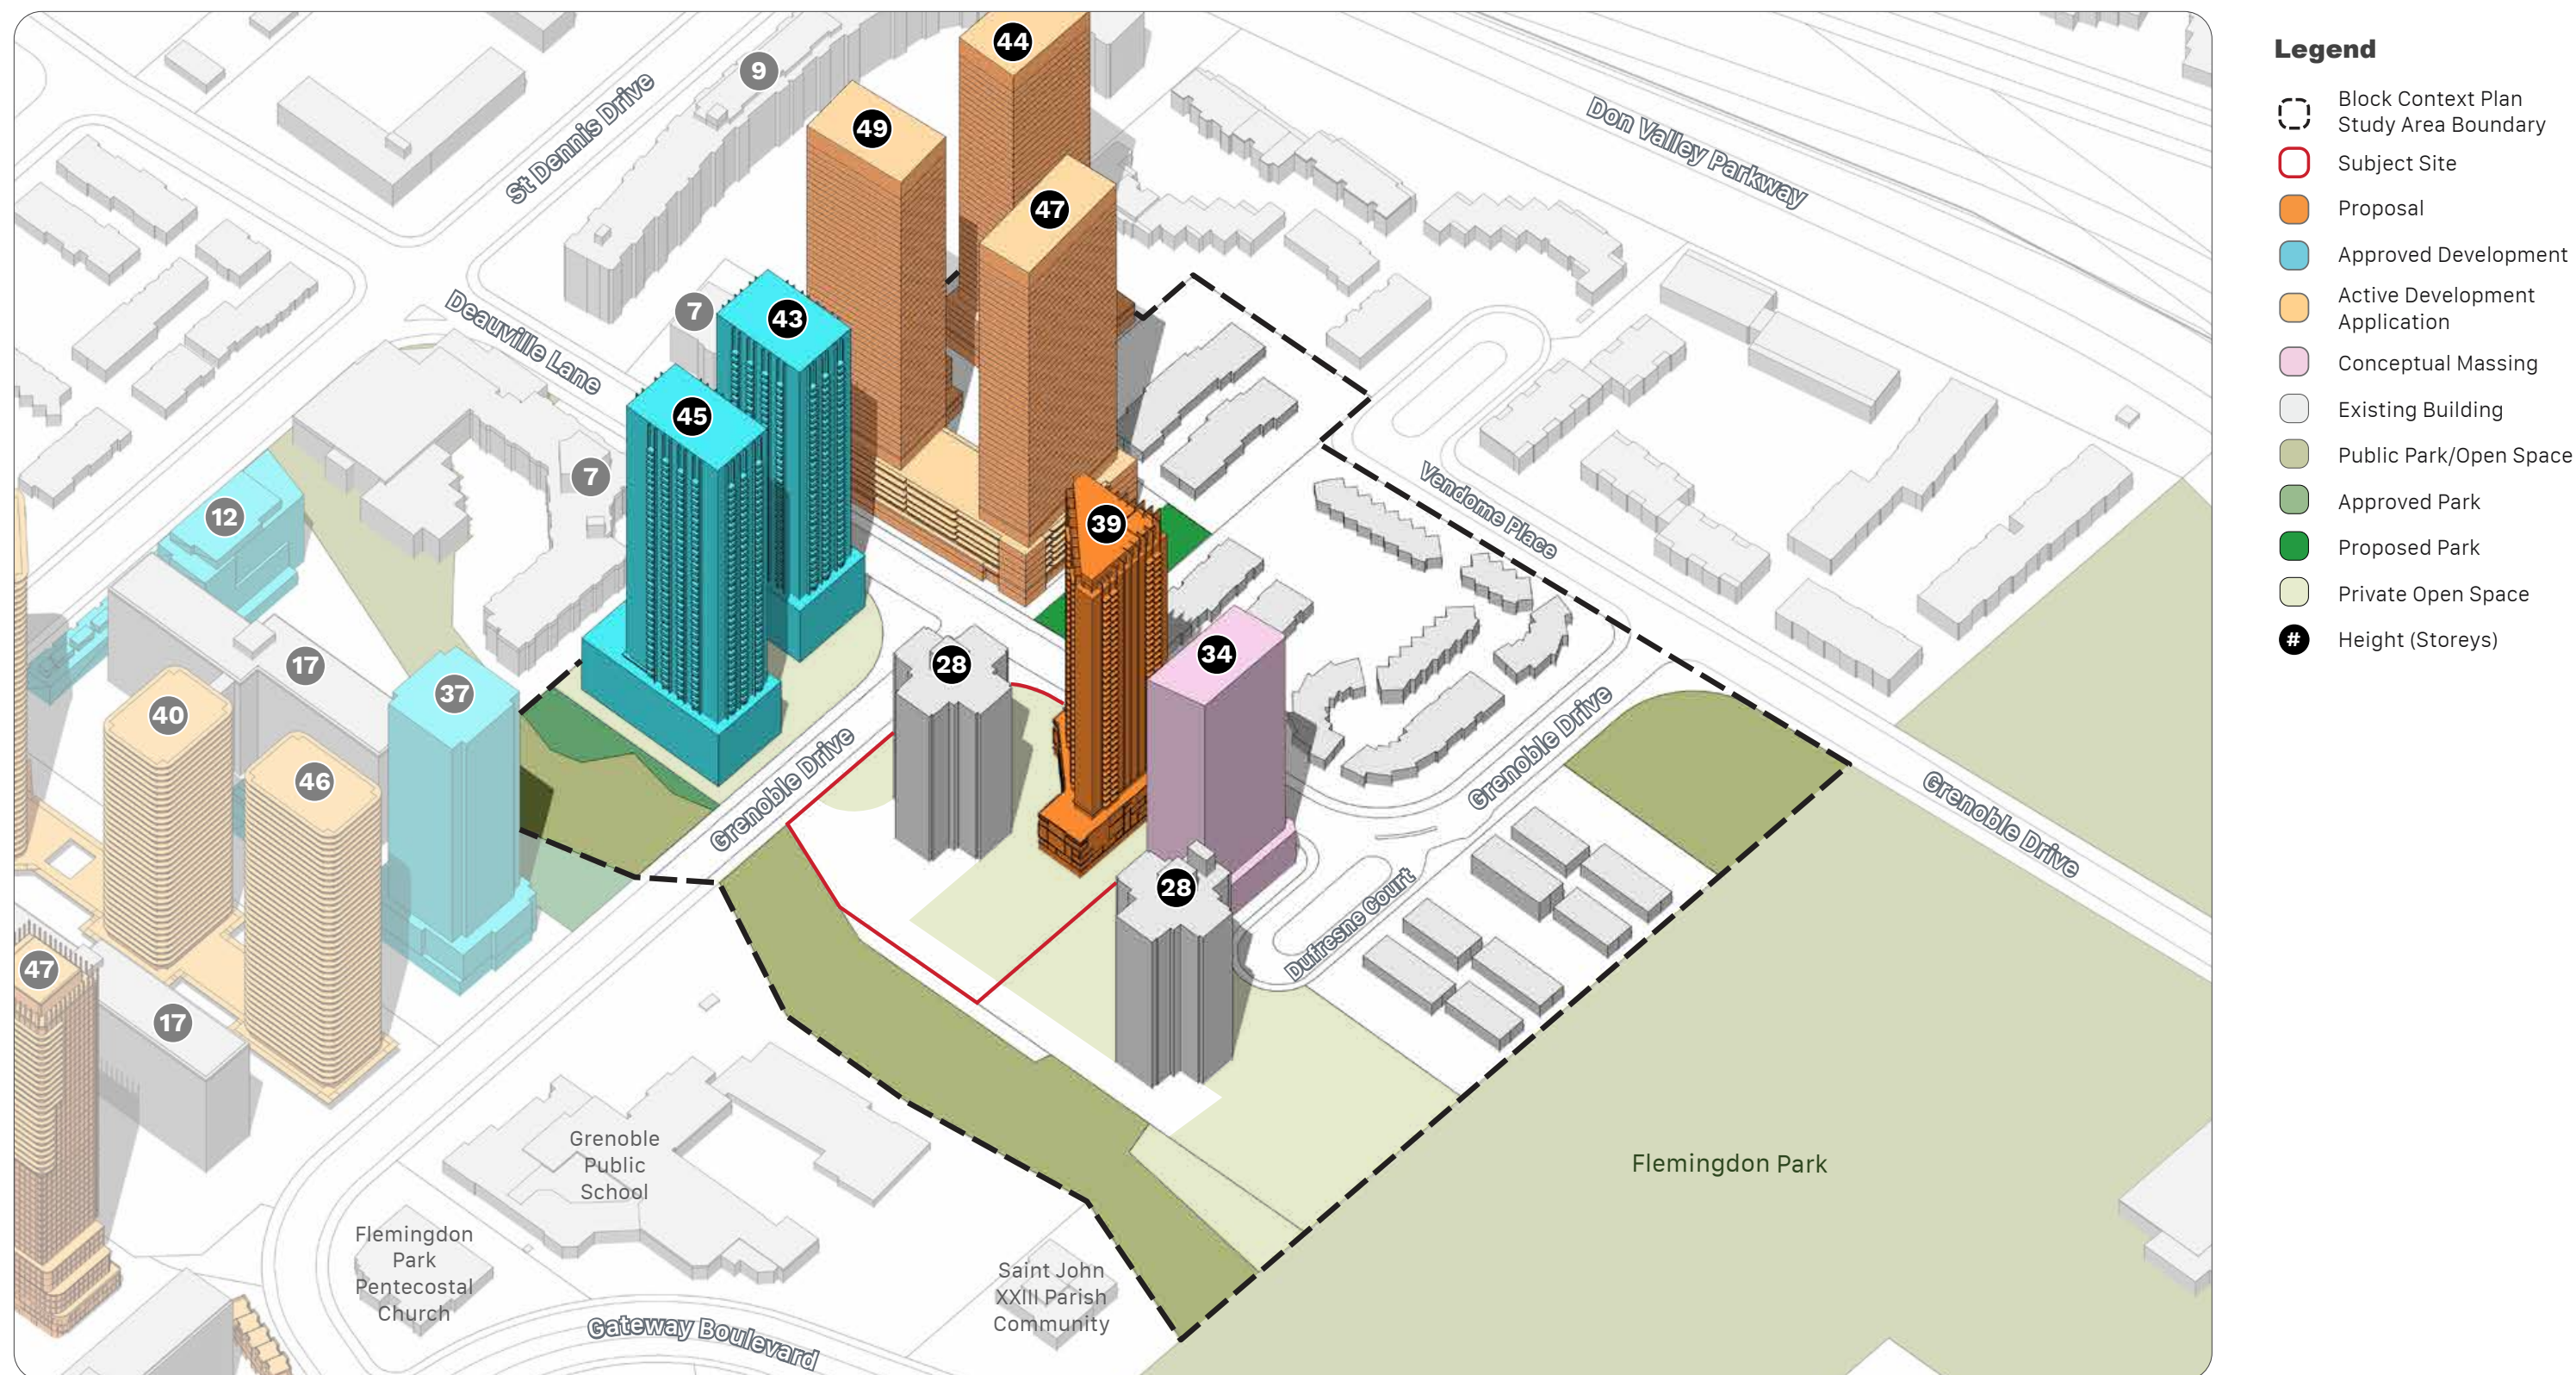 44
9
49
47
St Dennis Drive
Don Valley Parkway
7
43
Deauville Lane
45
7
12
39
Vendome Place
28
34
17
37
40
46
Grenoble Drive
Grenoble Drive
Grenoble Drive
28
Dufresne Court
47
17
Grenoble
Public
School
Flemingdon Park
Flemingdon
Park
Pentecostal
Church
Saint John
XXIII Parish
Community
Gateway Boulevard
Legend
Block Context Plan
Study Area Boundary
Subject Site
Proposal
Approved Development
Active Development
Application
Conceptual Massing
Existing Building
Public Park/Open Space
Approved Park
Proposed Park
Private Open Space
# Height (Storeys)